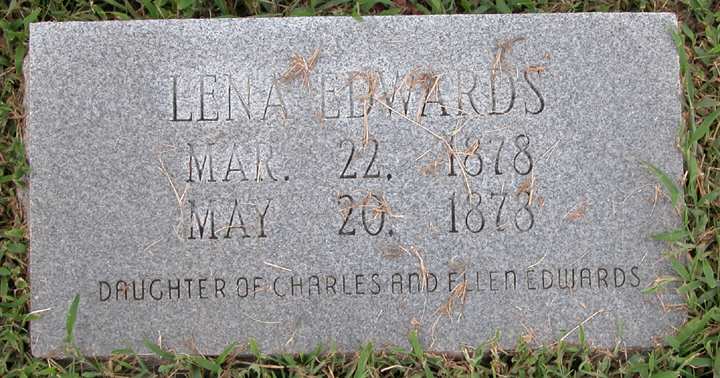 LENA EDWARDS
MAR. 22, 1878
MAY 20, 1878
DAUGHTER OF CHARLES AND ELLEN EDWARDS